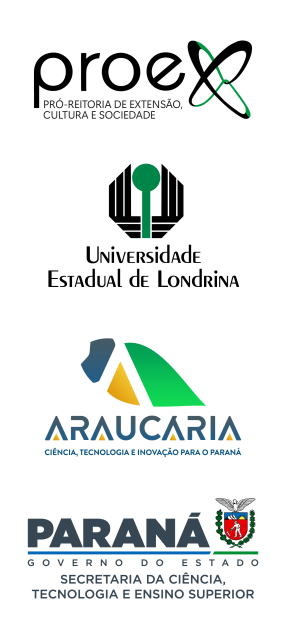 proex
PRÓ-REITORIA DE EXTENSÃO,
CULTURA E SOCIEDADE
Universidade
Estadual de Londrina
ARAUCÁRIA
CIÊNCIA, TECNOLOGIA E INOVAÇÃO PARA O PARANÁ
PARANÁ
GOVERNO DO ESTADO
SECRETARIA DA CIÊNCIA,
TECNOLOGIA E ENSINO SUPERIOR